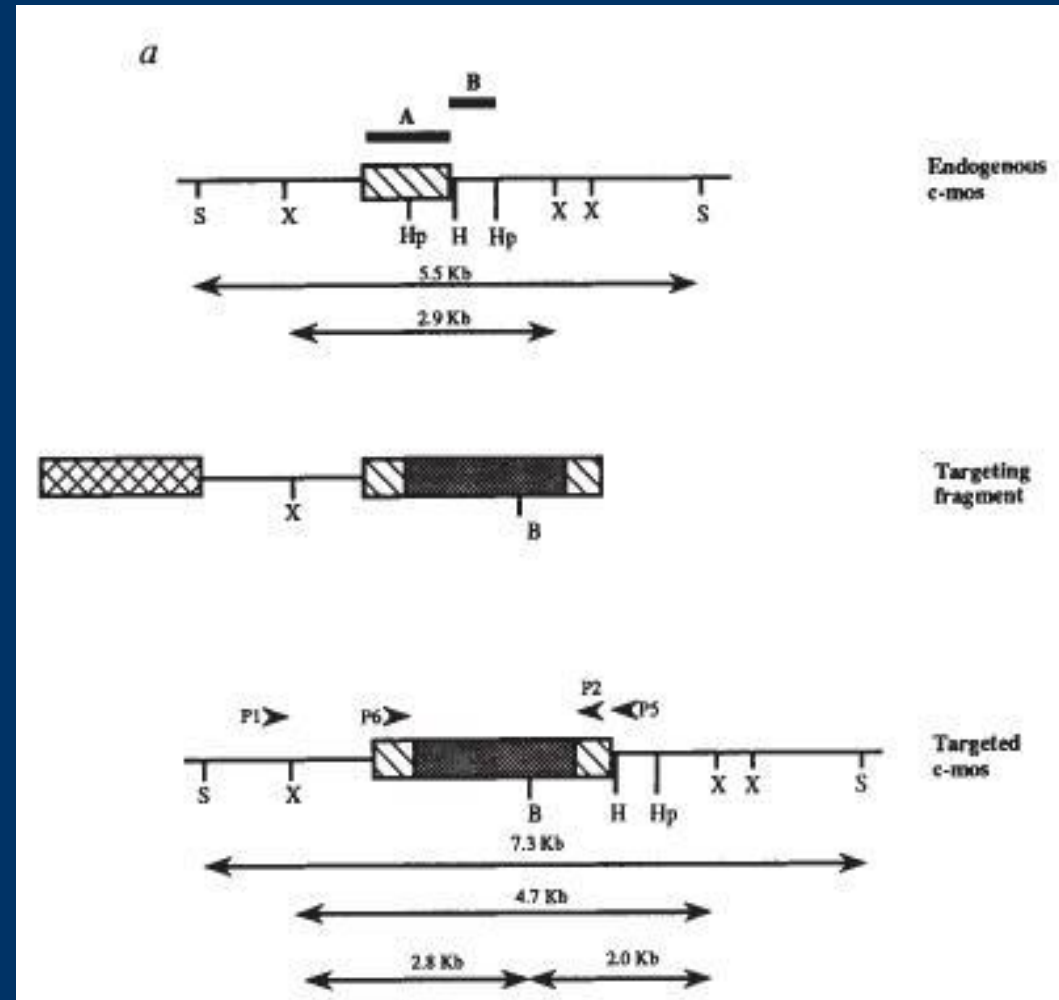 a
B
A
Endogenous
c-mos
S X Hp H Hp X X S
5.5 Kb
2.9 Kb
Targeting
fragment
X B
P1 P6 P2 P5
Targeted
c-mos
S X B H Hp X X S
7.3 Kb
4.7 Kb
2.8 Kb 2.0 Kb